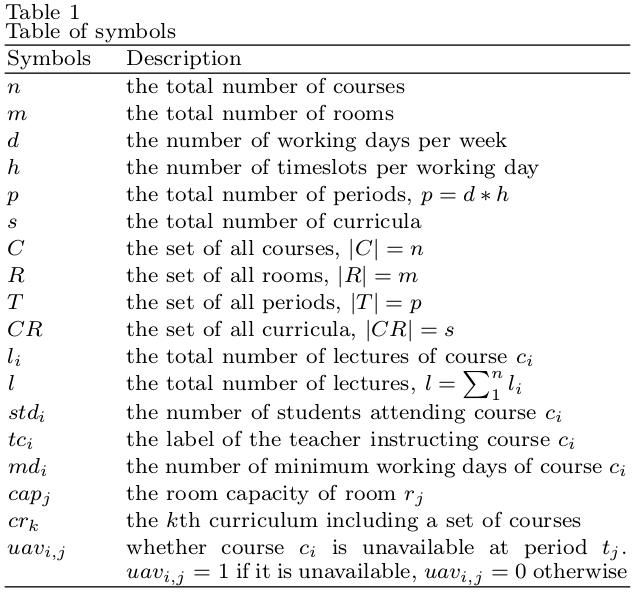 Table 1
Table of symbols
Symbols Description
n the total number of courses
m the total number of rooms
d the number of working days per week
h the number of timeslots per working day
p the total number of periods, p = d ∗ h
s the total number of curricula
C the set of all courses, |C| = n
R the set of all rooms, |R| = m
T the set of all periods, |T| = p
CR the set of all curricula, |CR| = s
l_i the total number of lectures of course c_i
l the total number of lectures, l = ∑_1^n l_i
std_i the number of students attending course c_i
tc_i the label of the teacher instructing course c_i
md_i the number of minimum working days of course c_i
cap_j the room capacity of room r_j
cr_k the kth curriculum including a set of courses
uav_{i,j} whether course c_i is unavailable at period t_j.
uav_{i,j} = 1 if it is unavailable, uav_{i,j} = 0 otherwise